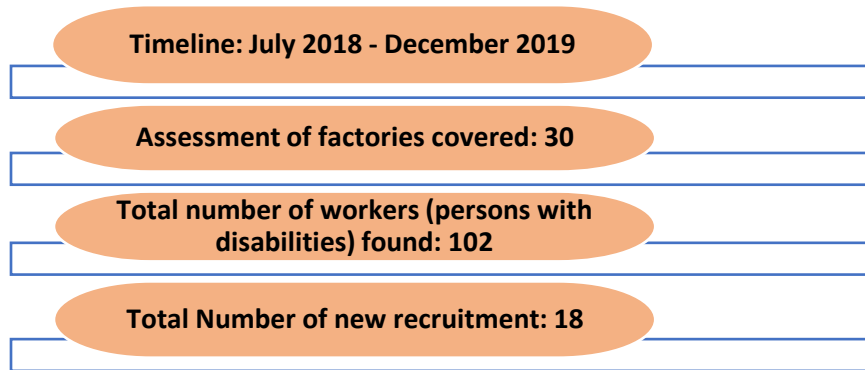 Timeline: July 2018 - December 2019
Assessment of factories covered: 30
Total number of workers (persons with
disabilities) found: 102
Total Number of new recruitment: 18